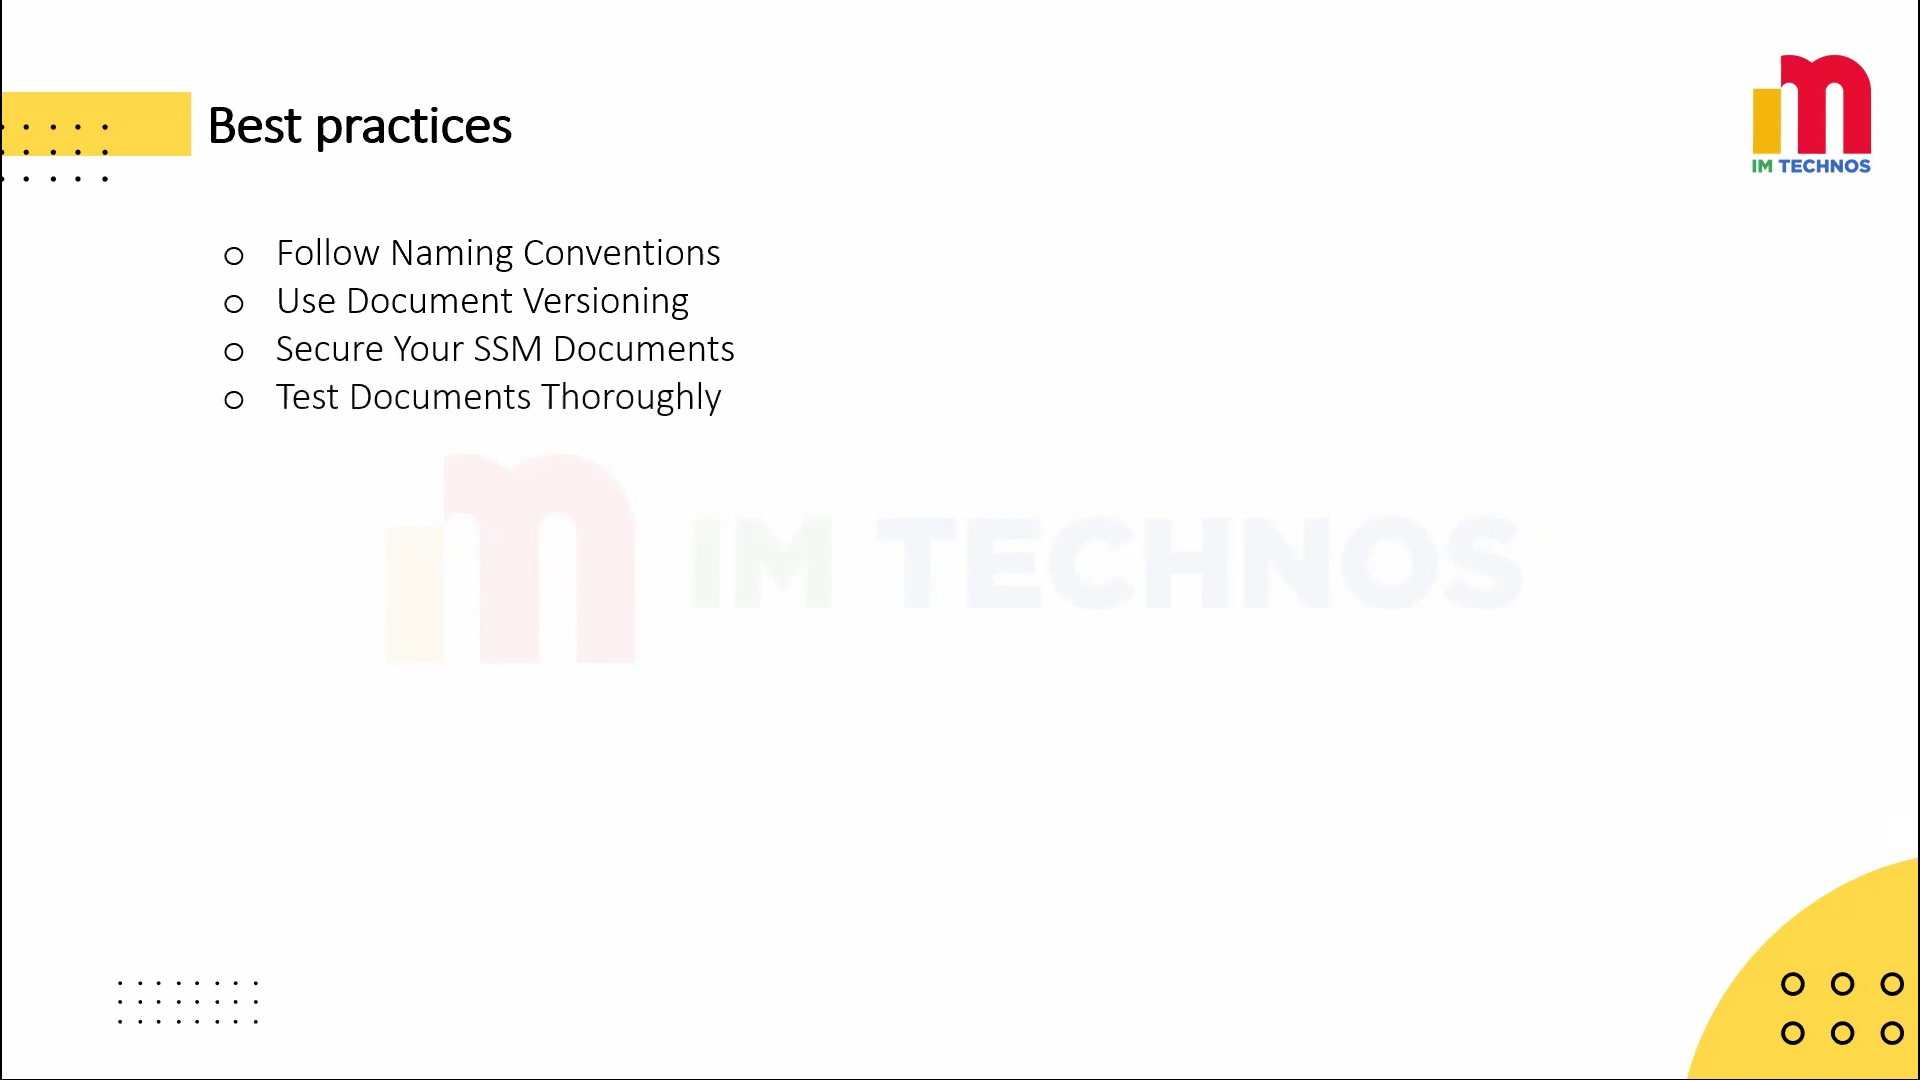 IM TECHNOS
Best practices
o Follow Naming Conventions
o Use Document Versioning
o Secure Your SSM Documents
o Test Documents Thoroughly
IM TECHNOS